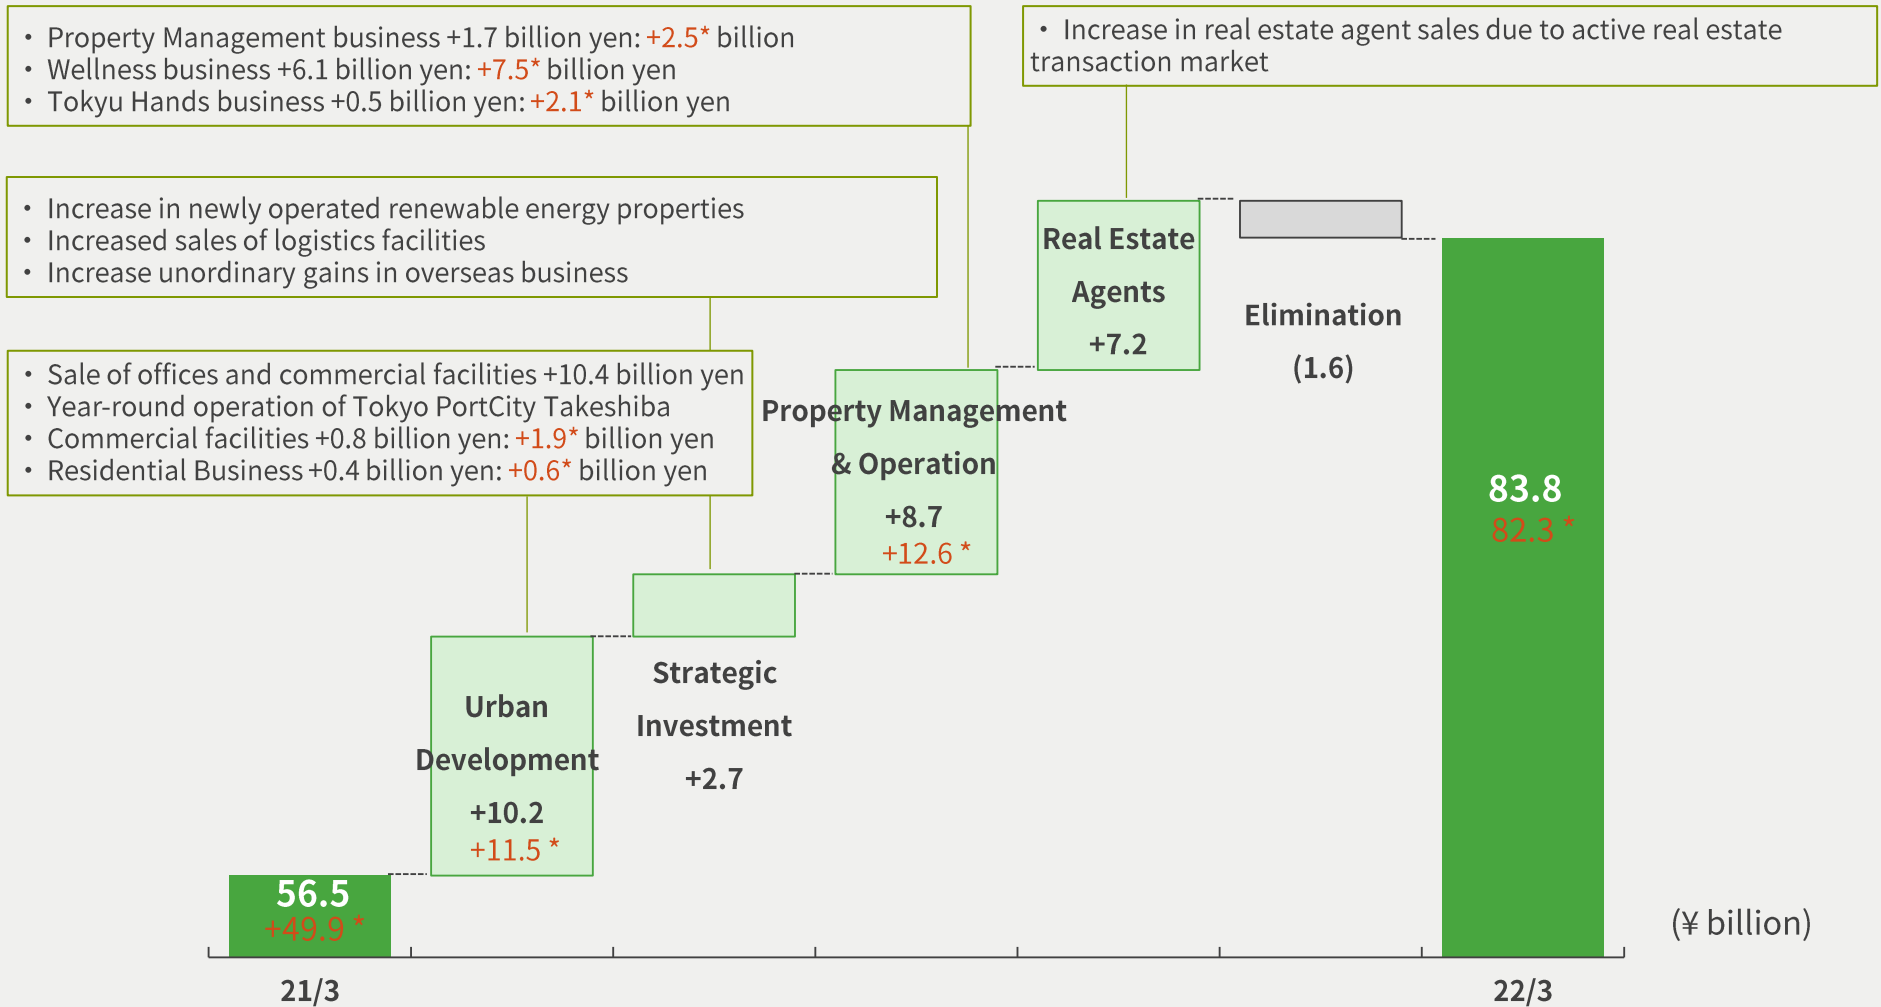 ・ Property Management business +1.7 billion yen: +2.5* billion
・ Wellness business +6.1 billion yen: +7.5* billion yen
・ Tokyu Hands business +0.5 billion yen: +2.1* billion yen
・ Increase in real estate agent sales due to active real estate
transaction market
・ Increase in newly operated renewable energy properties
・ Increased sales of logistics facilities
・ Increase unordinary gains in overseas business
・ Sale of offices and commercial facilities +10.4 billion yen
・ Year-round operation of Tokyo PortCity Takeshiba
・ Commercial facilities +0.8 billion yen: +1.9* billion yen
・ Residential Business +0.4 billion yen: +0.6* billion yen
56.5
+49.9 *
Urban
Development
+10.2
+11.5 *
Strategic
Investment
+2.7
Property Management
& Operation
+8.7
+12.6 *
Real Estate
Agents
+7.2
Elimination
(1.6)
83.8
82.3 *
(¥ billion)
21/3
22/3